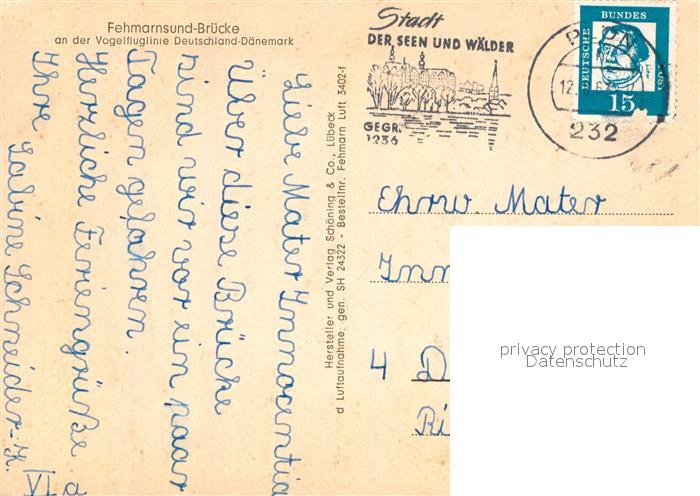 Fehmarnsund-Brücke
an der Vogelfluglinie Deutschland-Dänemark
Liebe Mater Innocentia
Über diese Brücke
sind wir vor ein paar
Tagen gefahren.
Herzliche Feriengrüße
Ihre Sabine Schneider-K.
VI a
Hersteller und Verlag Schöning & Co., Lübeck
d Luftaufnahme: gen. SH 24322 - Bestellnr. Fehmarn Luft 3402-f
Stadt
DER SEEN UND WÄLDER
GEGR.
1236
232
DEUTSCHE
BUNDES
POST
15
Ehrw. Mater
Inn
4 D
Ri
privacy protection
Datenschutz